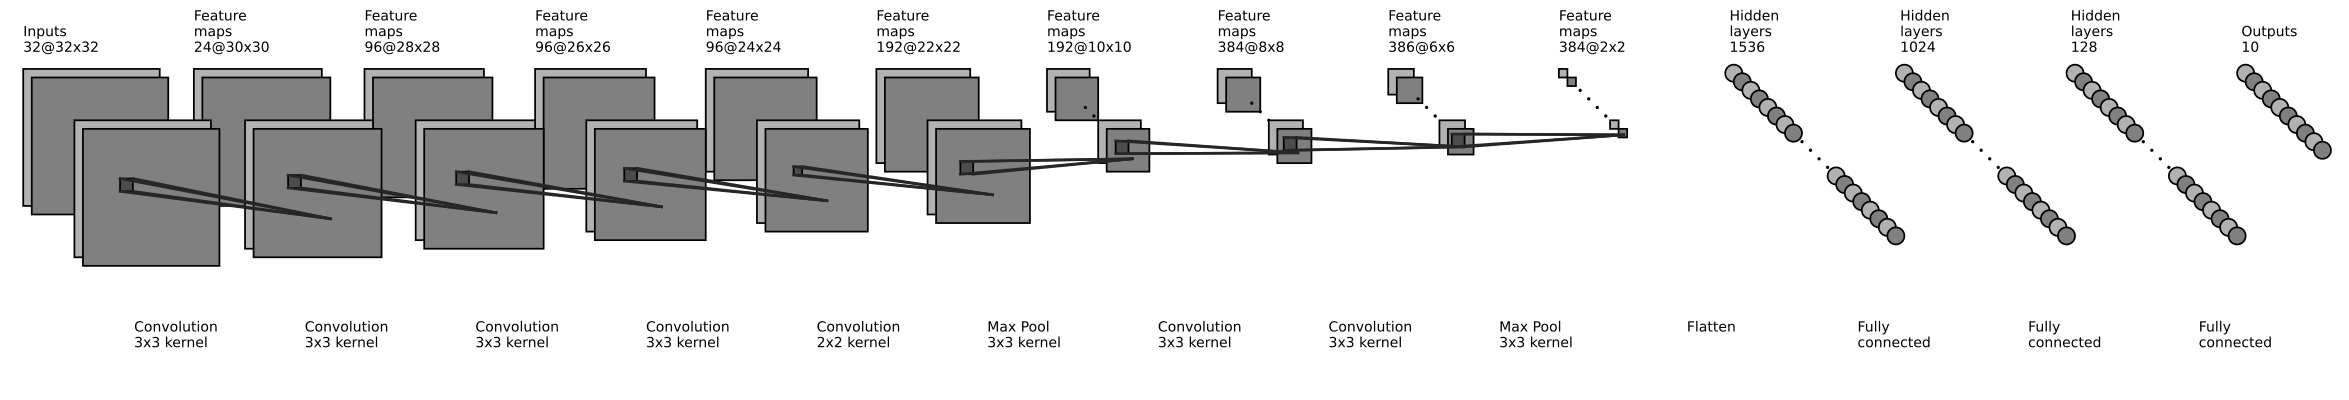 Inputs
32@32x32
Feature
maps
24@30x30
Feature
maps
96@28x28
Feature
maps
96@26x26
Feature
maps
96@24x24
Feature
maps
192@22x22
Feature
maps
192@10x10
Feature
maps
384@8x8
Feature
maps
386@6x6
Feature
maps
384@2x2
Hidden
layers
1536
Hidden
layers
1024
Hidden
layers
128
Outputs
10
Convolution
3x3 kernel
Convolution
3x3 kernel
Convolution
3x3 kernel
Convolution
3x3 kernel
Convolution
2x2 kernel
Max Pool
3x3 kernel
Convolution
3x3 kernel
Convolution
3x3 kernel
Max Pool
3x3 kernel
Flatten
Fully
connected
Fully
connected
Fully
connected